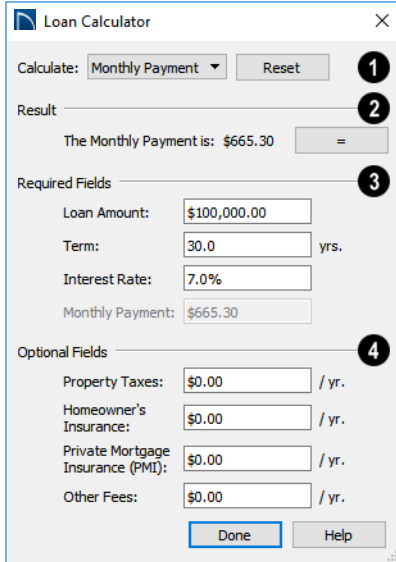 Loan Calculator
Calculate: Monthly Payment Reset 1
Result 2
The Monthly Payment is: $665.30 =
Required Fields 3
Loan Amount: $100,000.00
Term: 30.0 yrs.
Interest Rate: 7.0%
Monthly Payment: $665.30
Optional Fields 4
Property Taxes: $0.00 / yr.
Homeowner's
Insurance: $0.00 / yr.
Private Mortgage
Insurance (PMI): $0.00 / yr.
Other Fees: $0.00 / yr.
Done Help